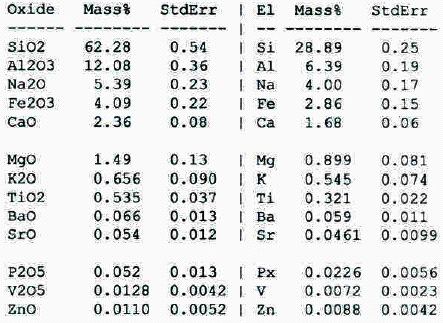 Oxide Mass% StdErr | El Mass% StdErr
------- ------- -------- | -- ------- --------
SiO2 62.28 0.54 | Si 28.89 0.25
Al2O3 12.08 0.36 | Al 6.39 0.19
Na2O 5.39 0.23 | Na 4.00 0.17
Fe2O3 4.09 0.22 | Fe 2.86 0.15
CaO 2.36 0.08 | Ca 1.68 0.06
MgO 1.49 0.13 | Mg 0.899 0.081
K2O 0.656 0.090 | K 0.545 0.074
TiO2 0.535 0.037 | Ti 0.321 0.022
BaO 0.066 0.013 | Ba 0.059 0.011
SrO 0.054 0.012 | Sr 0.0461 0.0099
P2O5 0.052 0.013 | Px 0.0226 0.0056
V2O5 0.0128 0.0042 | V 0.0072 0.0023
ZnO 0.0110 0.0052 | Zn 0.0088 0.0042